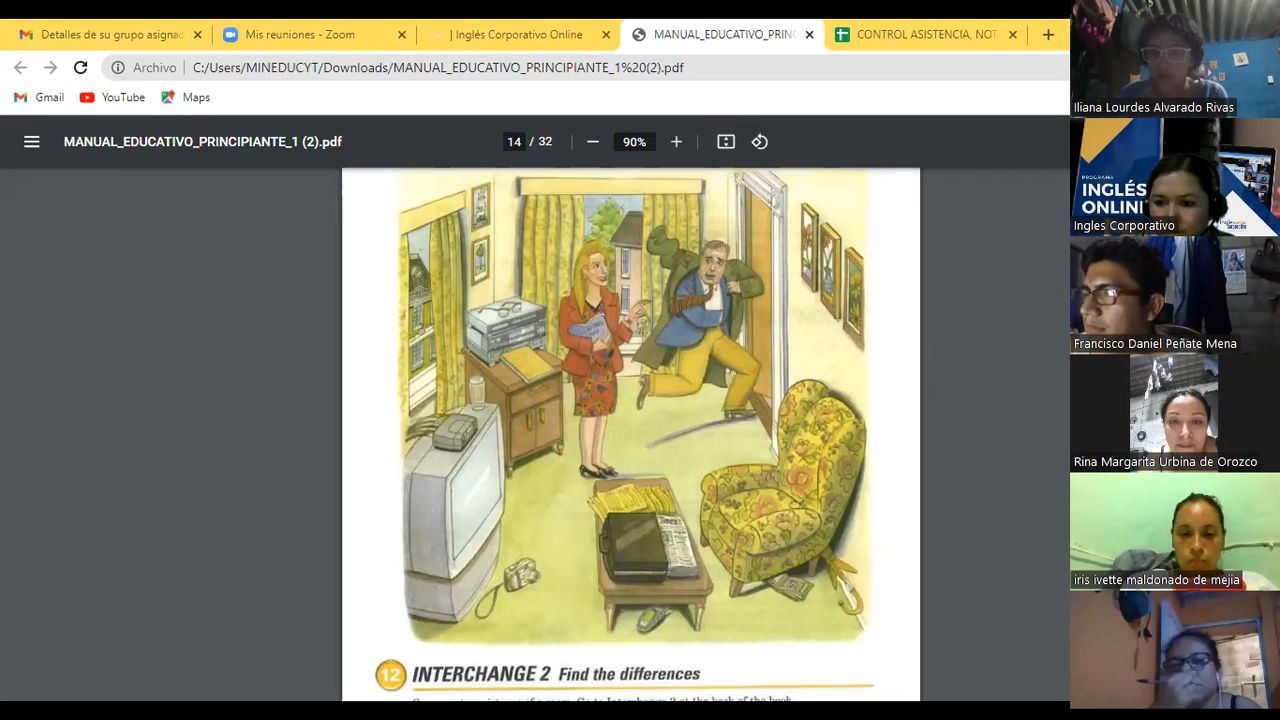 Detalles de su grupo asignac
Mis reuniones - Zoom
| Inglés Corporativo Online
MANUAL_EDUCATIVO_PRIN
CONTROL ASISTENCIA, NOT
Archivo
C:/Users/MINEDUCYT/Downloads/MANUAL_EDUCATIVO_PRINCIPIANTE_1%20(2).pdf
Gmail
YouTube
Maps
MANUAL_EDUCATIVO_PRINCIPIANTE_1 (2).pdf
14 / 32
90%
12 INTERCHANGE 2 Find the differences
Iliana Lourdes Alvarado Rivas
PROGRAMA
INGLÉS
ONLINE
Ingles Corporativo
Francisco Daniel Peñate Mena
Rina Margarita Urbina de Orozco
iris ivette maldonado de mejia